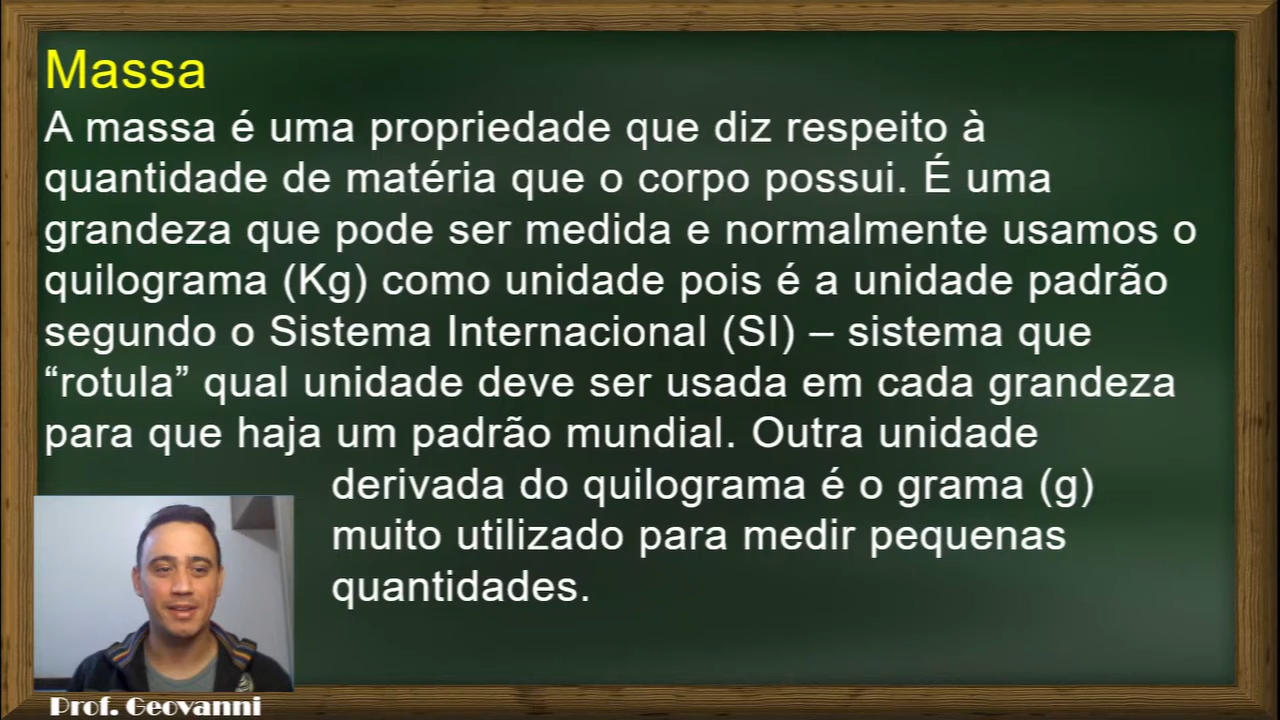 Massa
A massa é uma propriedade que diz respeito à
quantidade de matéria que o corpo possui. É uma
grandeza que pode ser medida e normalmente usamos o
quilograma (Kg) como unidade pois é a unidade padrão
segundo o Sistema Internacional (SI) – sistema que
“rotula” qual unidade deve ser usada em cada grandeza
para que haja um padrão mundial. Outra unidade
derivada do quilograma é o grama (g)
muito utilizado para medir pequenas
quantidades.
Prof. Geovanni